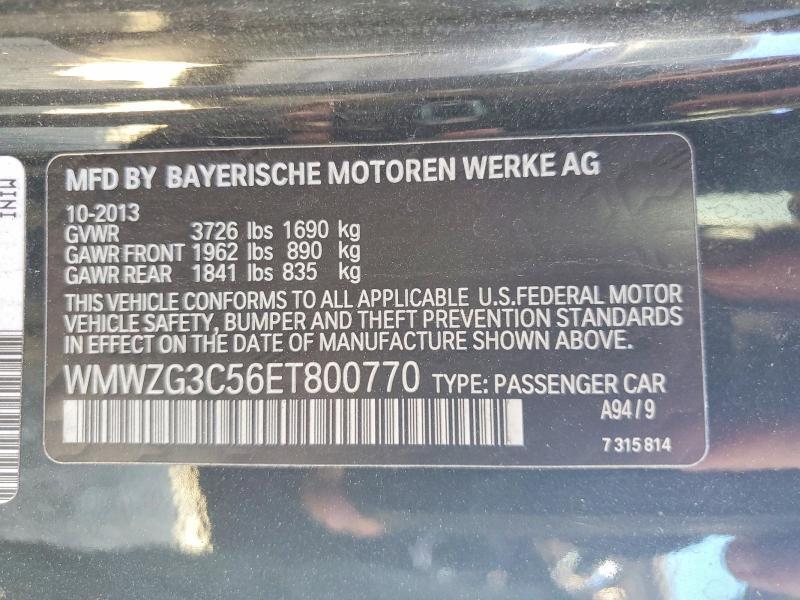 MINI
MFD BY BAYERISCHE MOTOREN WERKE AG
10-2013
GVWR 3726 lbs 1690 kg
GAWR FRONT 1962 lbs 890 kg
GAWR REAR 1841 lbs 835 kg
THIS VEHICLE CONFORMS TO ALL APPLICABLE U.S.FEDERAL MOTOR
VEHICLE SAFETY, BUMPER AND THEFT PREVENTION STANDARDS
IN EFFECT ON THE DATE OF MANUFACTURE SHOWN ABOVE.
WMWZG3C56ET800770 TYPE: PASSENGER CAR
A94/9
7 315 814